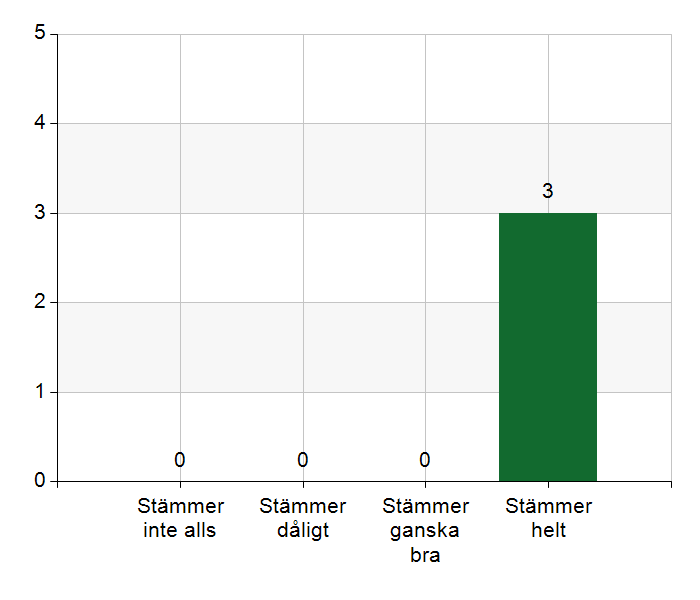 5
4
3
2
1
0
3
0
0
0
Stämmer
inte alls
Stämmer
dåligt
Stämmer
ganska
bra
Stämmer
helt